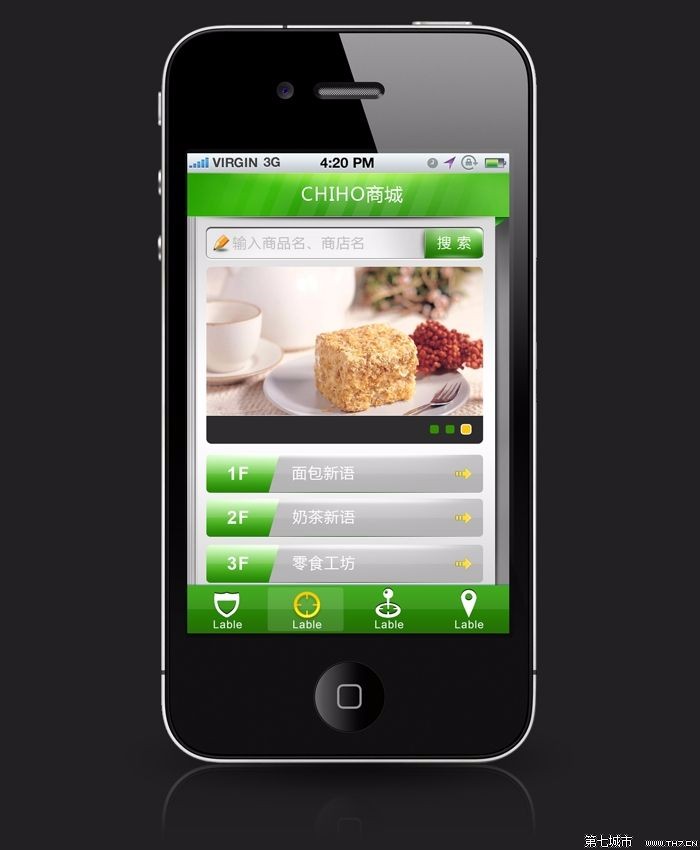 VIRGIN 3G 4:20 PM
CHIHO商城
输入商品名、商店名 搜 索
1F 面包新语
2F 奶茶新语
3F 零食工坊
Lable Lable Lable Lable
第七城市 WWW.TH7.CN